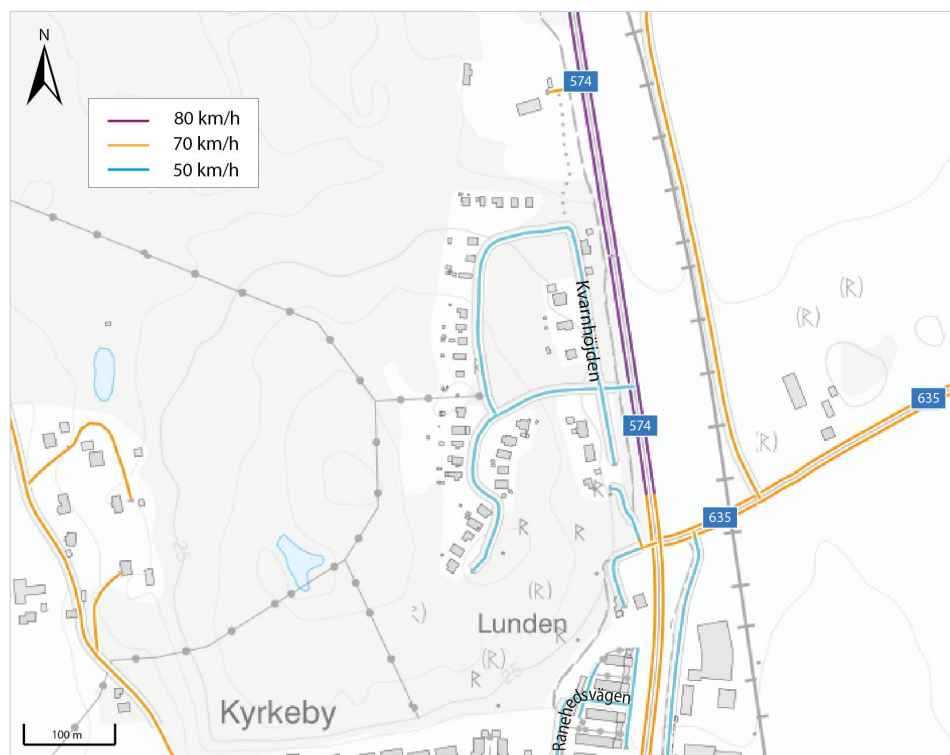 N
80 km/h
70 km/h
50 km/h
574
Kvarnhöjden
(R)
(R)
635
574
(R)
R
635
R
R
(R)
R)
Lunden
R
(R)
R
25
25
Ranehedsvägen
Kyrkeby
100 m